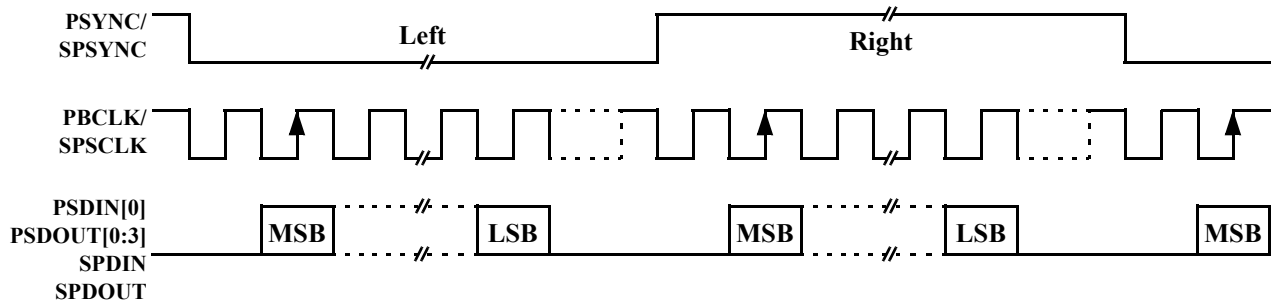 PSYNC/
SPSYNC
Left
Right
PBCLK/
SPSCLK
PSDIN[0]
PSDOUT[0:3]
SPDIN
SPDOUT
MSB
LSB
MSB
LSB
MSB